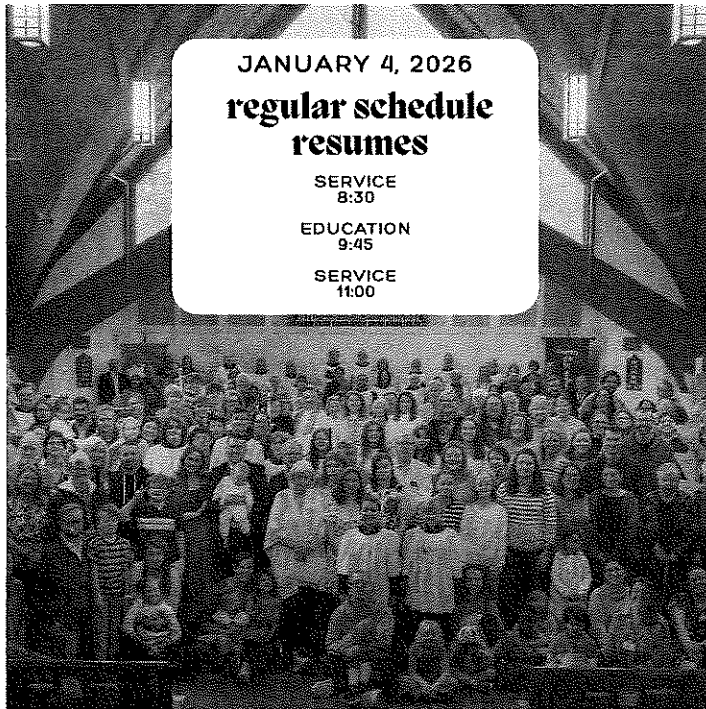 JANUARY 4, 2026
regular schedule
resumes
SERVICE
8:30
EDUCATION
9:45
SERVICE
11:00